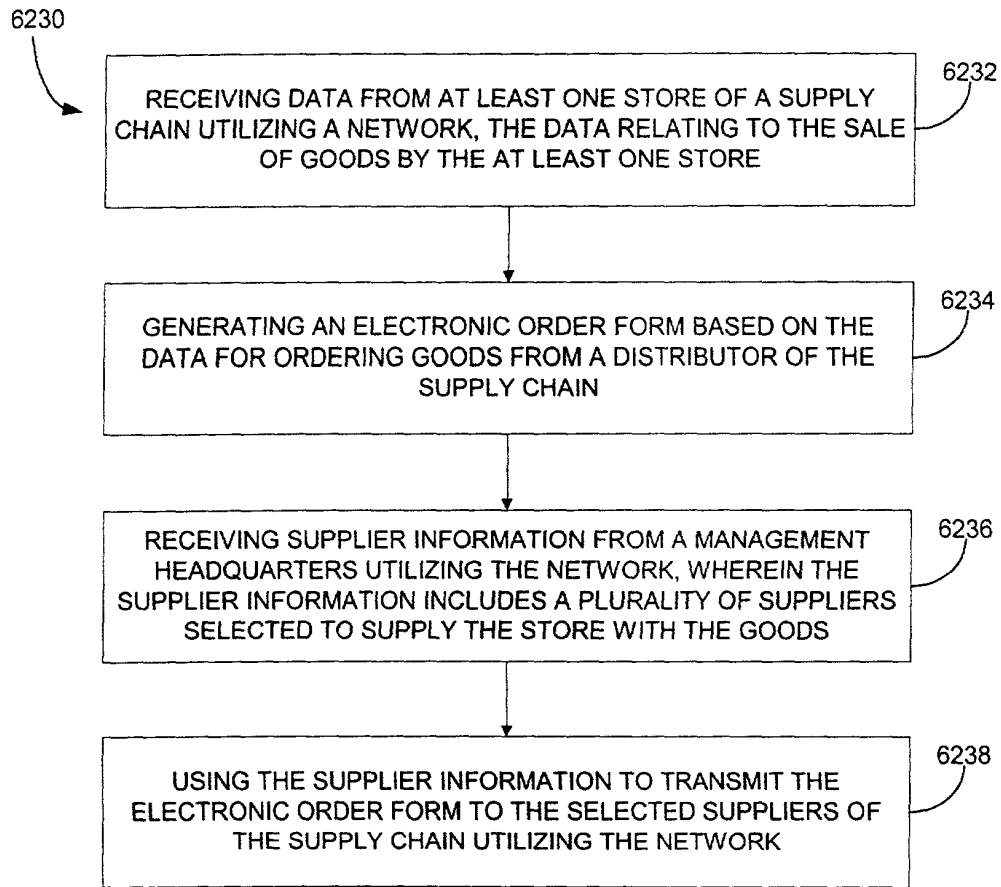 6230
6232
RECEIVING DATA FROM AT LEAST ONE STORE OF A SUPPLY
CHAIN UTILIZING A NETWORK, THE DATA RELATING TO THE SALE
OF GOODS BY THE AT LEAST ONE STORE
6234
GENERATING AN ELECTRONIC ORDER FORM BASED ON THE
DATA FOR ORDERING GOODS FROM A DISTRIBUTOR OF THE
SUPPLY CHAIN
6236
RECEIVING SUPPLIER INFORMATION FROM A MANAGEMENT
HEADQUARTERS UTILIZING THE NETWORK, WHEREIN THE
SUPPLIER INFORMATION INCLUDES A PLURALITY OF SUPPLIERS
SELECTED TO SUPPLY THE STORE WITH THE GOODS
6238
USING THE SUPPLIER INFORMATION TO TRANSMIT THE
ELECTRONIC ORDER FORM TO THE SELECTED SUPPLIERS OF
THE SUPPLY CHAIN UTILIZING THE NETWORK